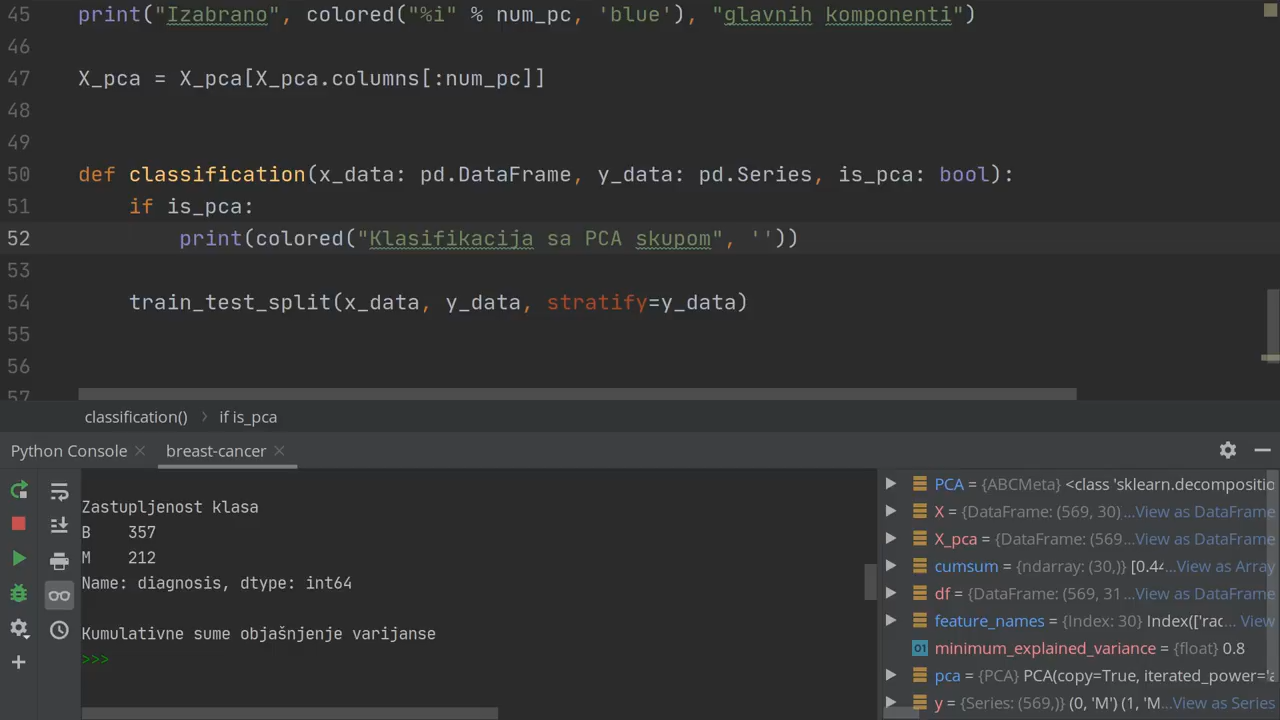 45 print("Izabrano", colored("%i" % num_pc, 'blue'), "glavnih komponenti")
46
47 X_pca = X_pca[X_pca.columns[:num_pc]]
48
49
50 def classification(x_data: pd.DataFrame, y_data: pd.Series, is_pca: bool):
51 if is_pca:
52 print(colored("Klasifikacija sa PCA skupom", ''))
53
54 train_test_split(x_data, y_data, stratify=y_data)
55
56
57
classification() › if is_pca
Python Console × breast-cancer ×
Zastupljenost klasa
B 357
M 212
Name: diagnosis, dtype: int64
Kumulativne sume objašnjenje varijanse
>>>
PCA = {ABCMeta} <class 'sklearn.decompositio
X = {DataFrame: (569, 30) ...View as DataFrame
X_pca = {DataFrame: (569... View as DataFrame
cumsum = {ndarray: (30,)} [0.44...View as Array
df = {DataFrame: (569, 31 ...View as DataFrame
feature_names = {Index: 30} Index(['rad... View
01 minimum_explained_variance = {float} 0.8
pca = {PCA} PCA(copy=True, iterated_power='a
y = {Series: (569,)} (0, 'M') (1, 'M...View as Series